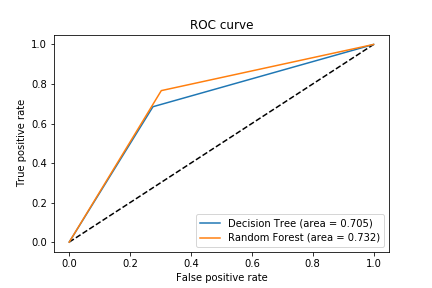 ROC curve
True positive rate
1.0
0.8
0.6
0.4
0.2
0.0
Decision Tree (area = 0.705)
Random Forest (area = 0.732)
0.0 0.2 0.4 0.6 0.8 1.0
False positive rate